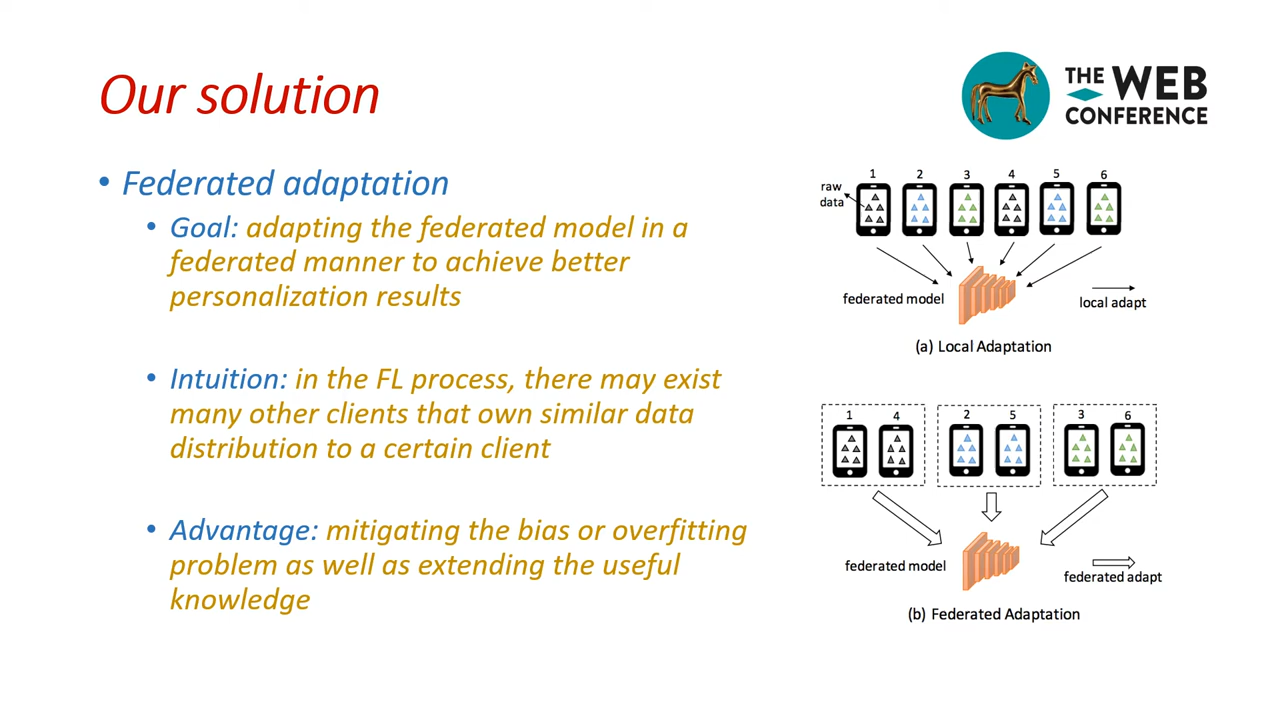 Our solution
THE WEB
CONFERENCE
• Federated adaptation
• Goal: adapting the federated model in a
federated manner to achieve better
personalization results
• Intuition: in the FL process, there may exist
many other clients that own similar data
distribution to a certain client
• Advantage: mitigating the bias or overfitting
problem as well as extending the useful
knowledge
1 2 3 4 5 6
raw
data
federated model
local adapt
(a) Local Adaptation
1 4 2 5 3 6
federated model
federated adapt
(b) Federated Adaptation